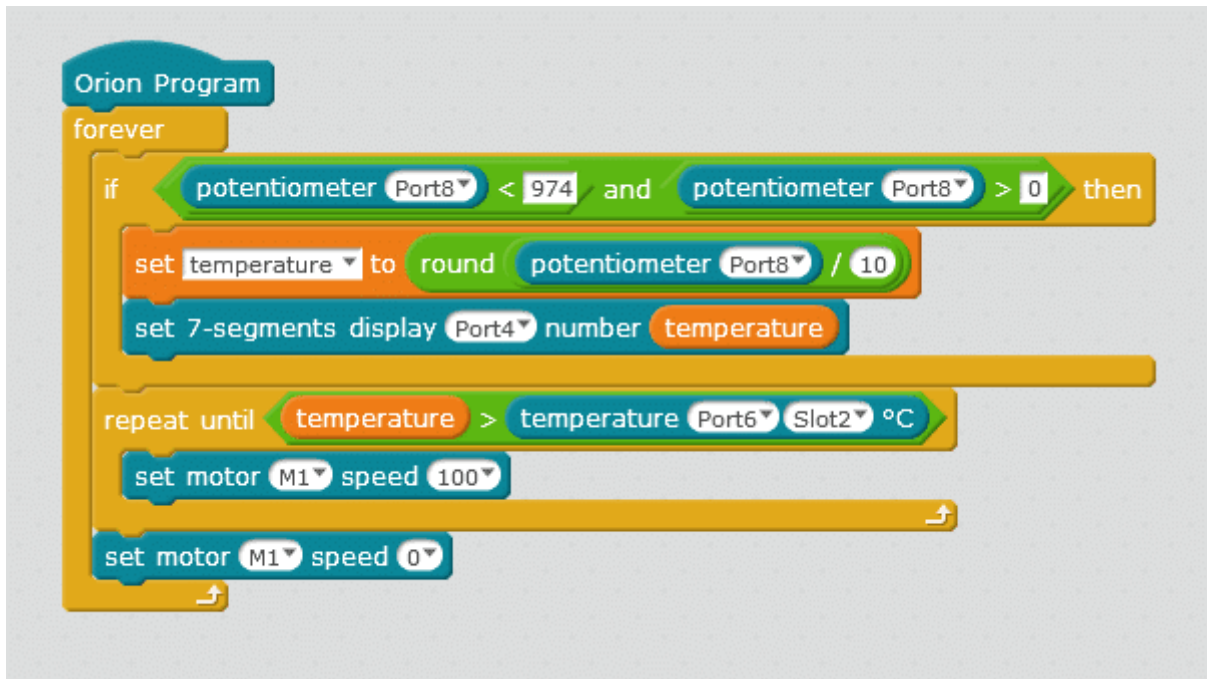 Orion Program
forever
if potentiometer Port8 < 974 and potentiometer Port8 > 0 then
set temperature to round potentiometer Port8 / 10
set 7-segments display Port4 number temperature
repeat until temperature > temperature Port6 Slot2 °C
set motor M1 speed 100
set motor M1 speed 0